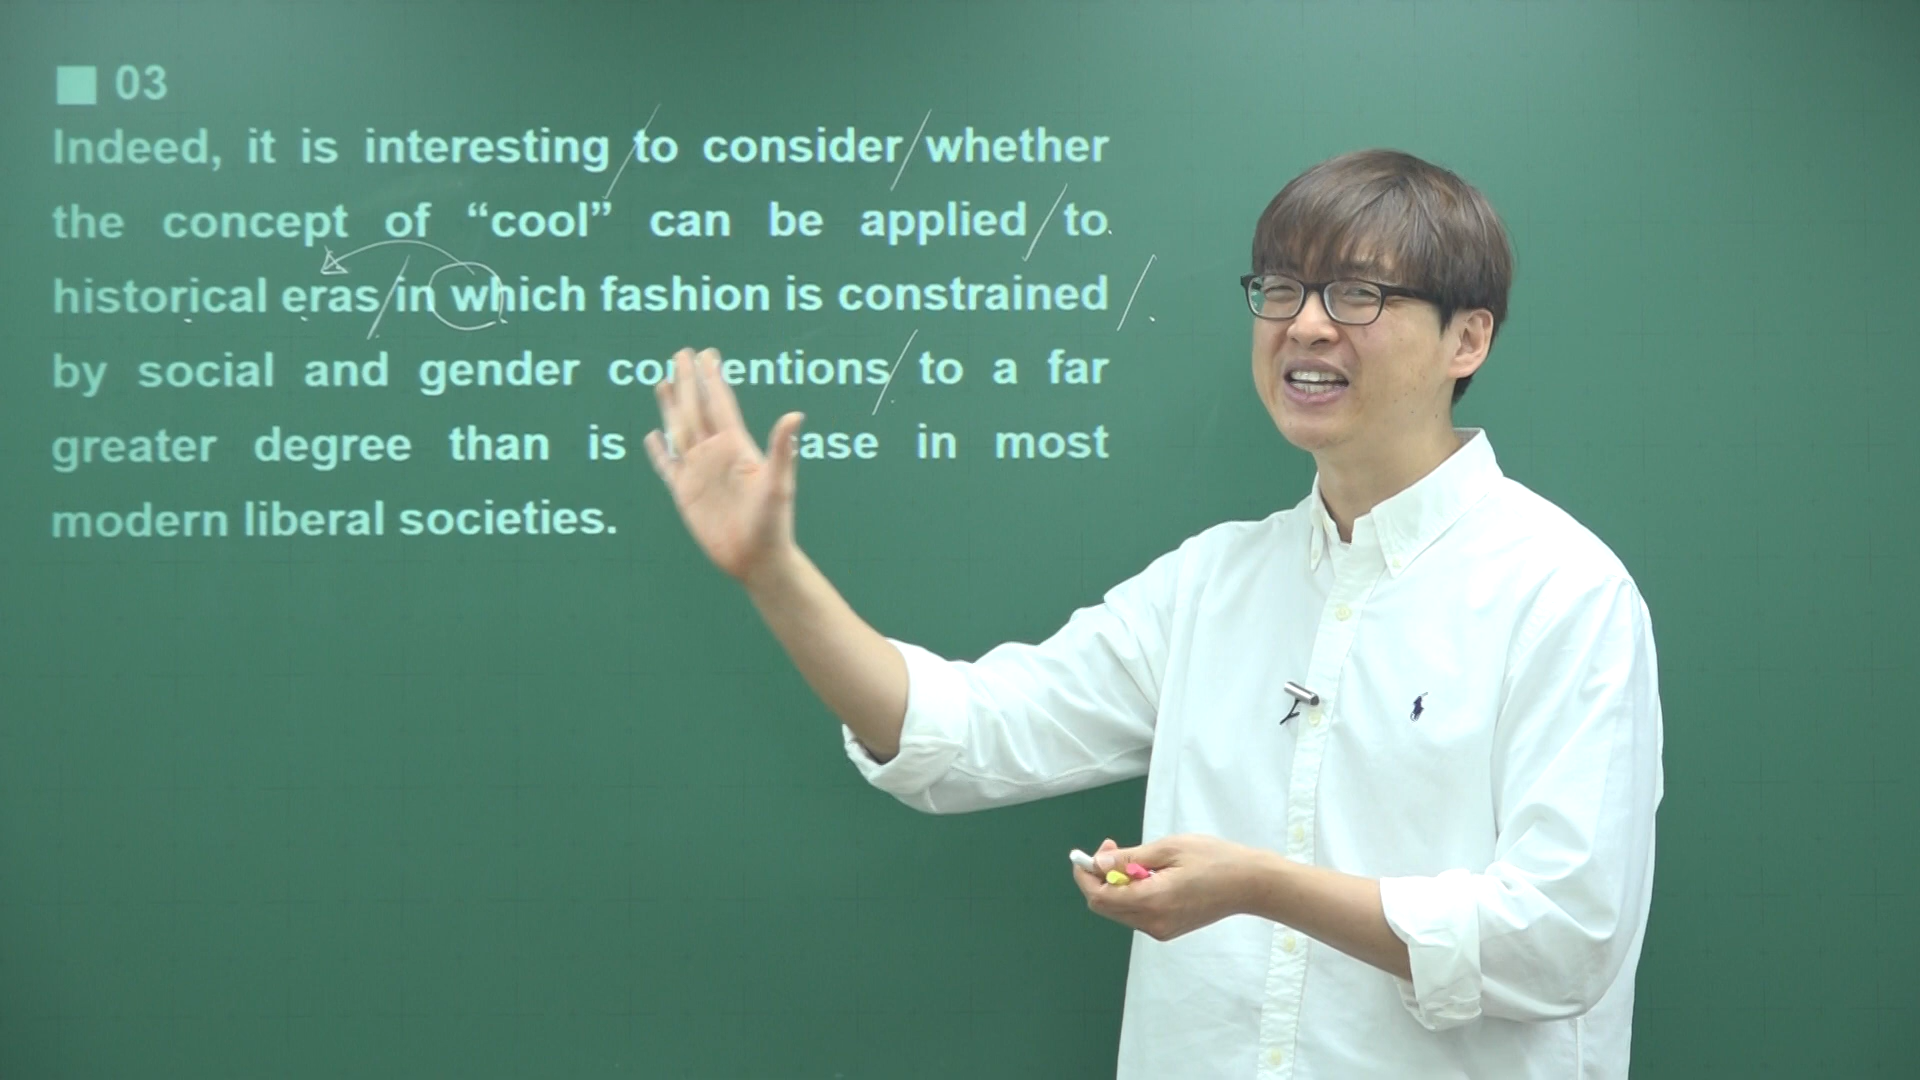 ■ 03
Indeed, it is interesting to consider whether
the concept of “cool” can be applied to
historical eras in which fashion is constrained
by social and gender conventions to a far
greater degree than is case in most
modern liberal societies.